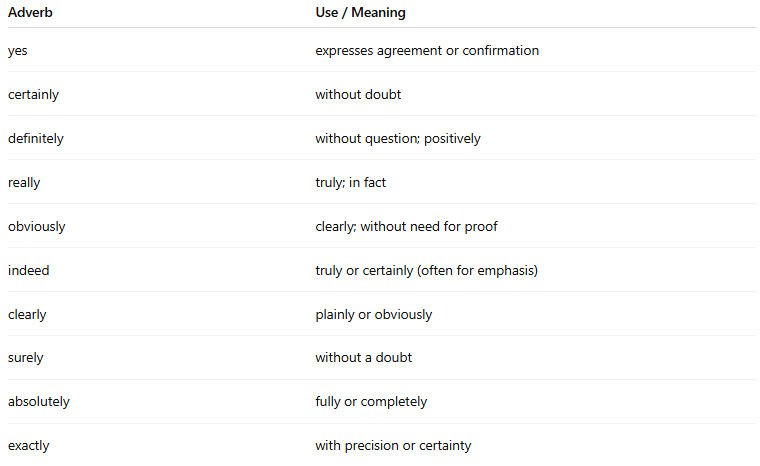 Adverb Use / Meaning
yes expresses agreement or confirmation
certainly without doubt
definitely without question; positively
really truly; in fact
obviously clearly; without need for proof
indeed truly or certainly (often for emphasis)
clearly plainly or obviously
surely without a doubt
absolutely fully or completely
exactly with precision or certainty